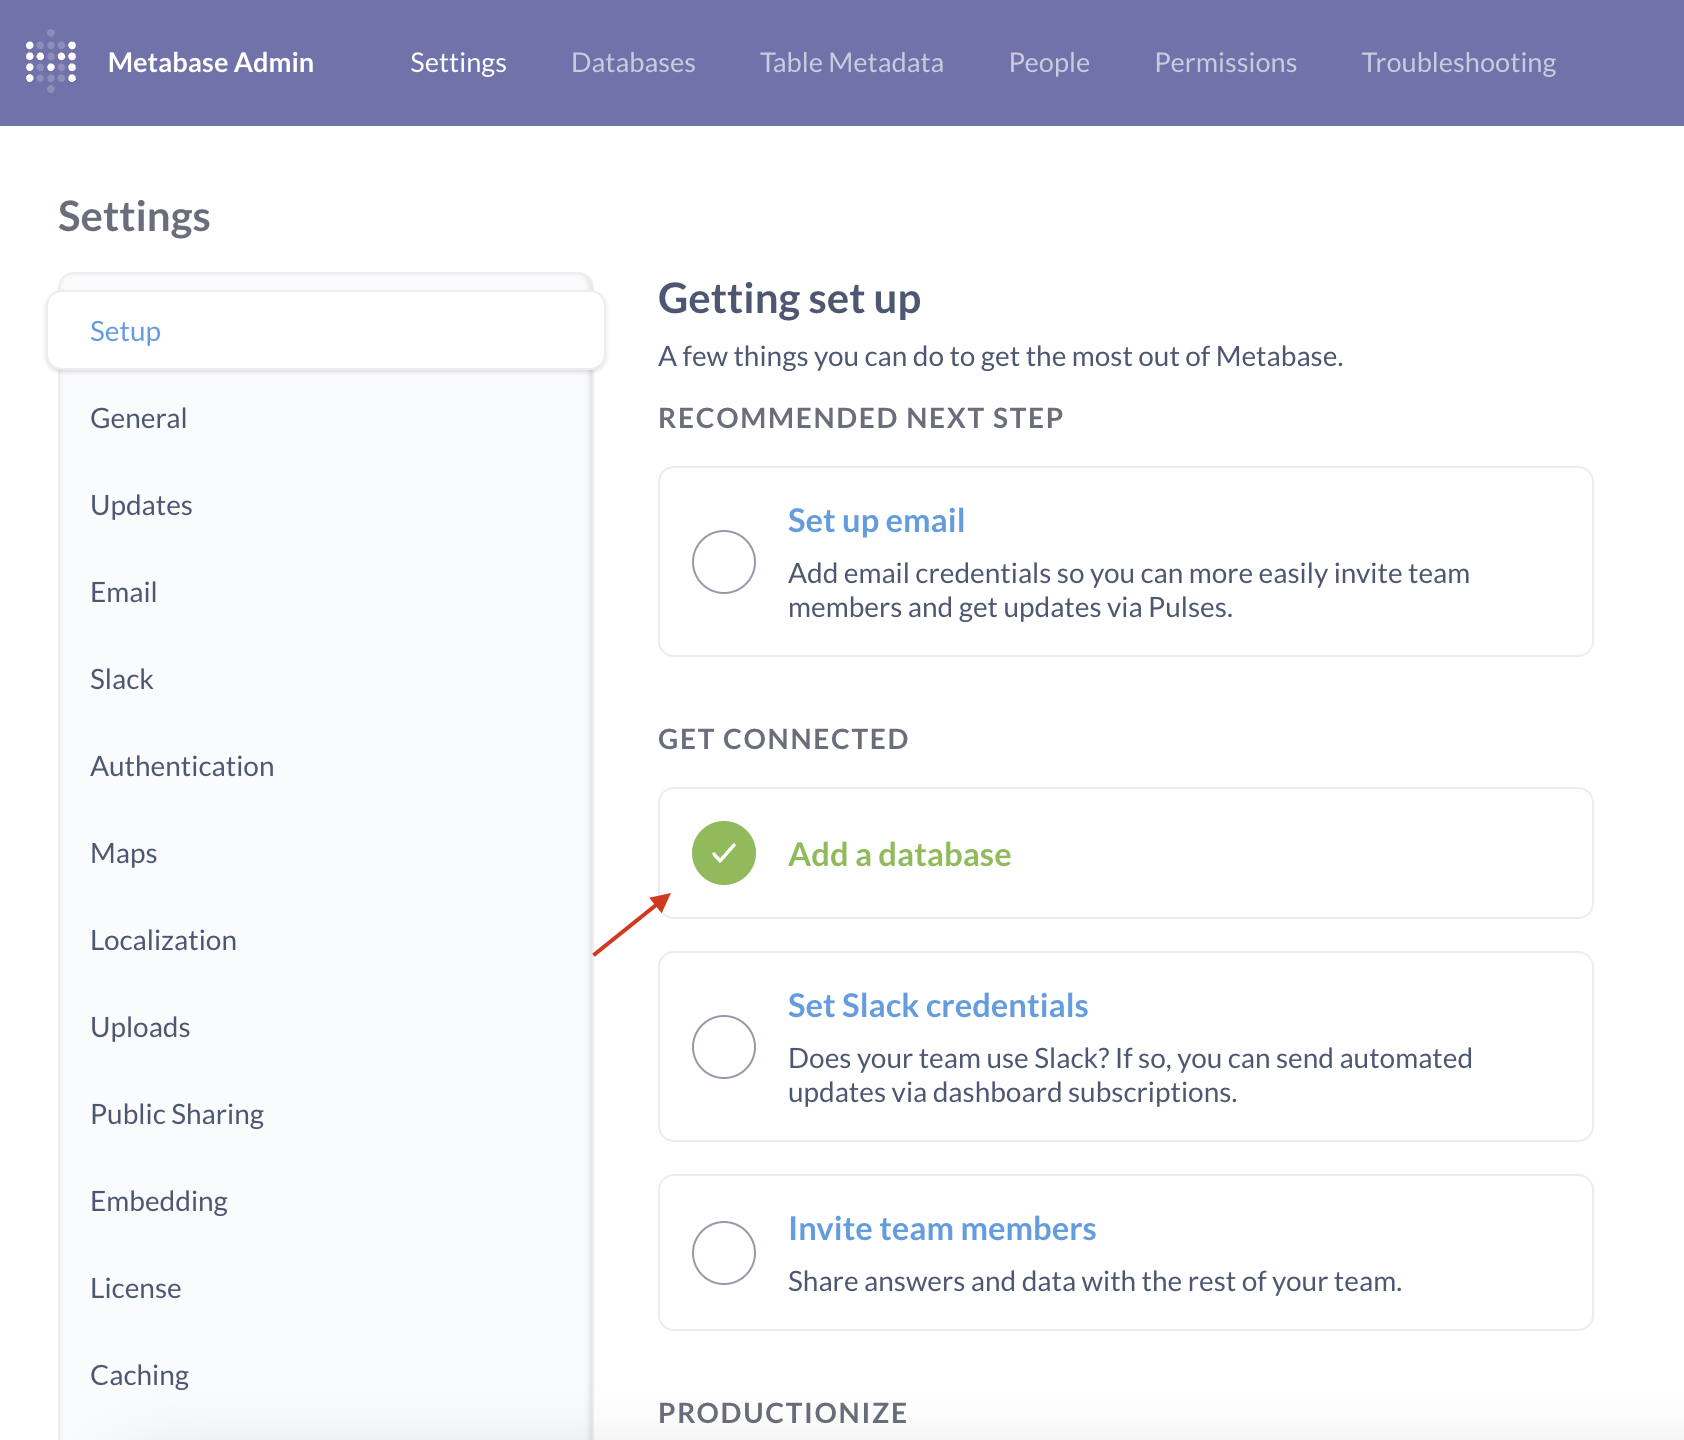 Metabase Admin
Settings
Databases
Table Metadata
People
Permissions
Troubleshooting
Settings
Setup
General
Updates
Email
Slack
Authentication
Maps
Localization
Uploads
Public Sharing
Embedding
License
Caching
Getting set up
A few things you can do to get the most out of Metabase.
RECOMMENDED NEXT STEP
Set up email
Add email credentials so you can more easily invite team
members and get updates via Pulses.
GET CONNECTED
Add a database
Set Slack credentials
Does your team use Slack? If so, you can send automated
updates via dashboard subscriptions.
Invite team members
Share answers and data with the rest of your team.
PRODUCTIONIZE